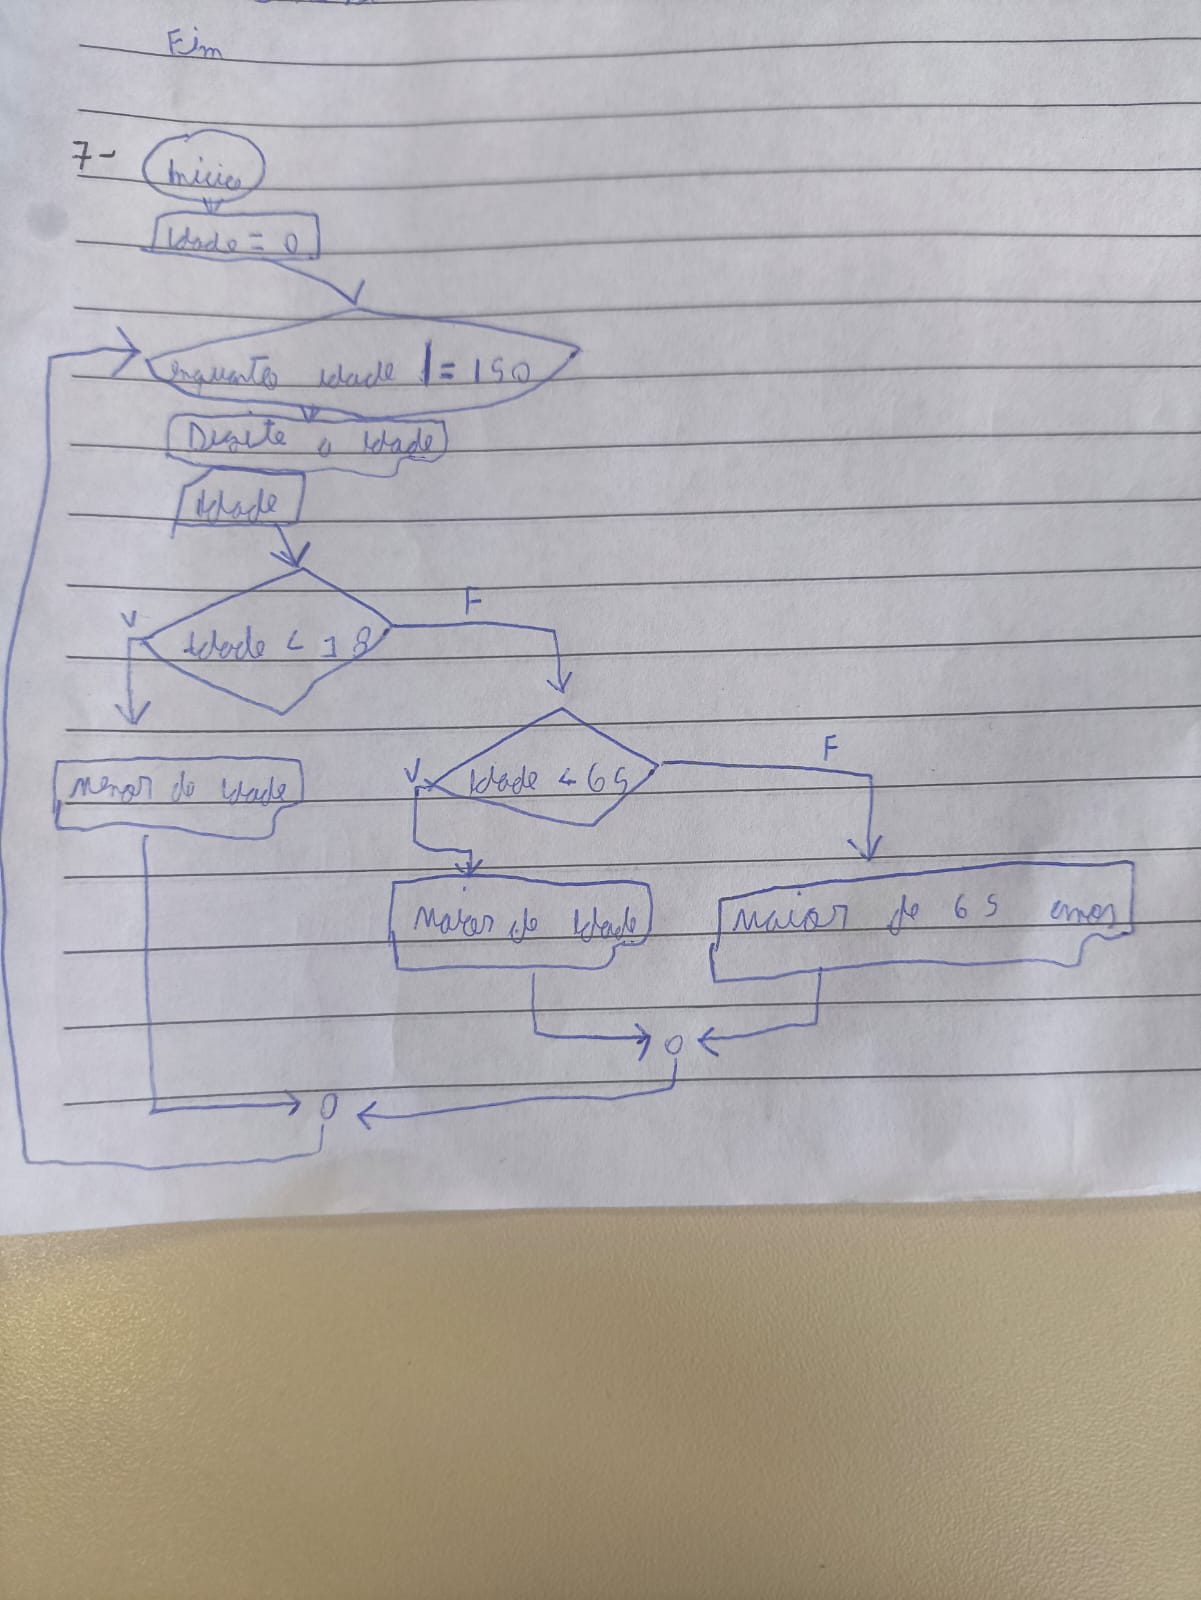 Fim
7- Inicio
Idade = 0
enquanto idade != 150
Digite a Idade
Idade
V
F
Idade < 18
F
Menor de Idade
V
Idade < 65
Maior de Idade
Maior de 65 anos